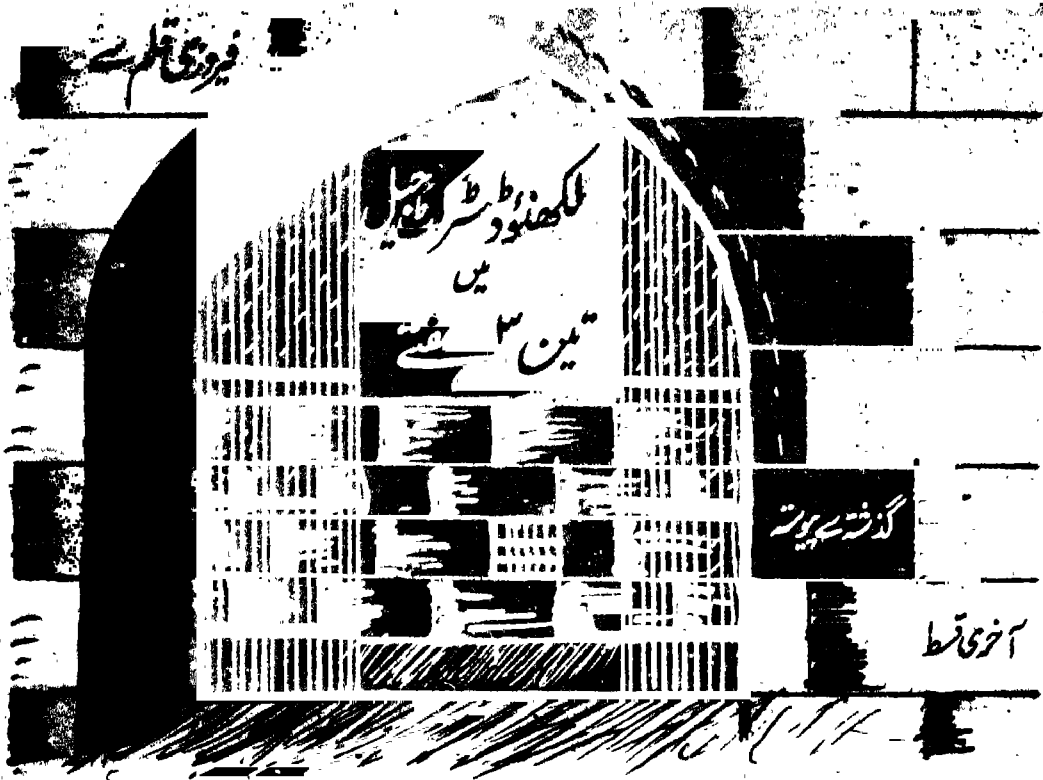 فیروزی قلم سے
لکھنؤ ڈسٹرکٹ جیل
میں
تین ۳ ہفتے
گذشتہ سے پیوستہ
آخری قسط